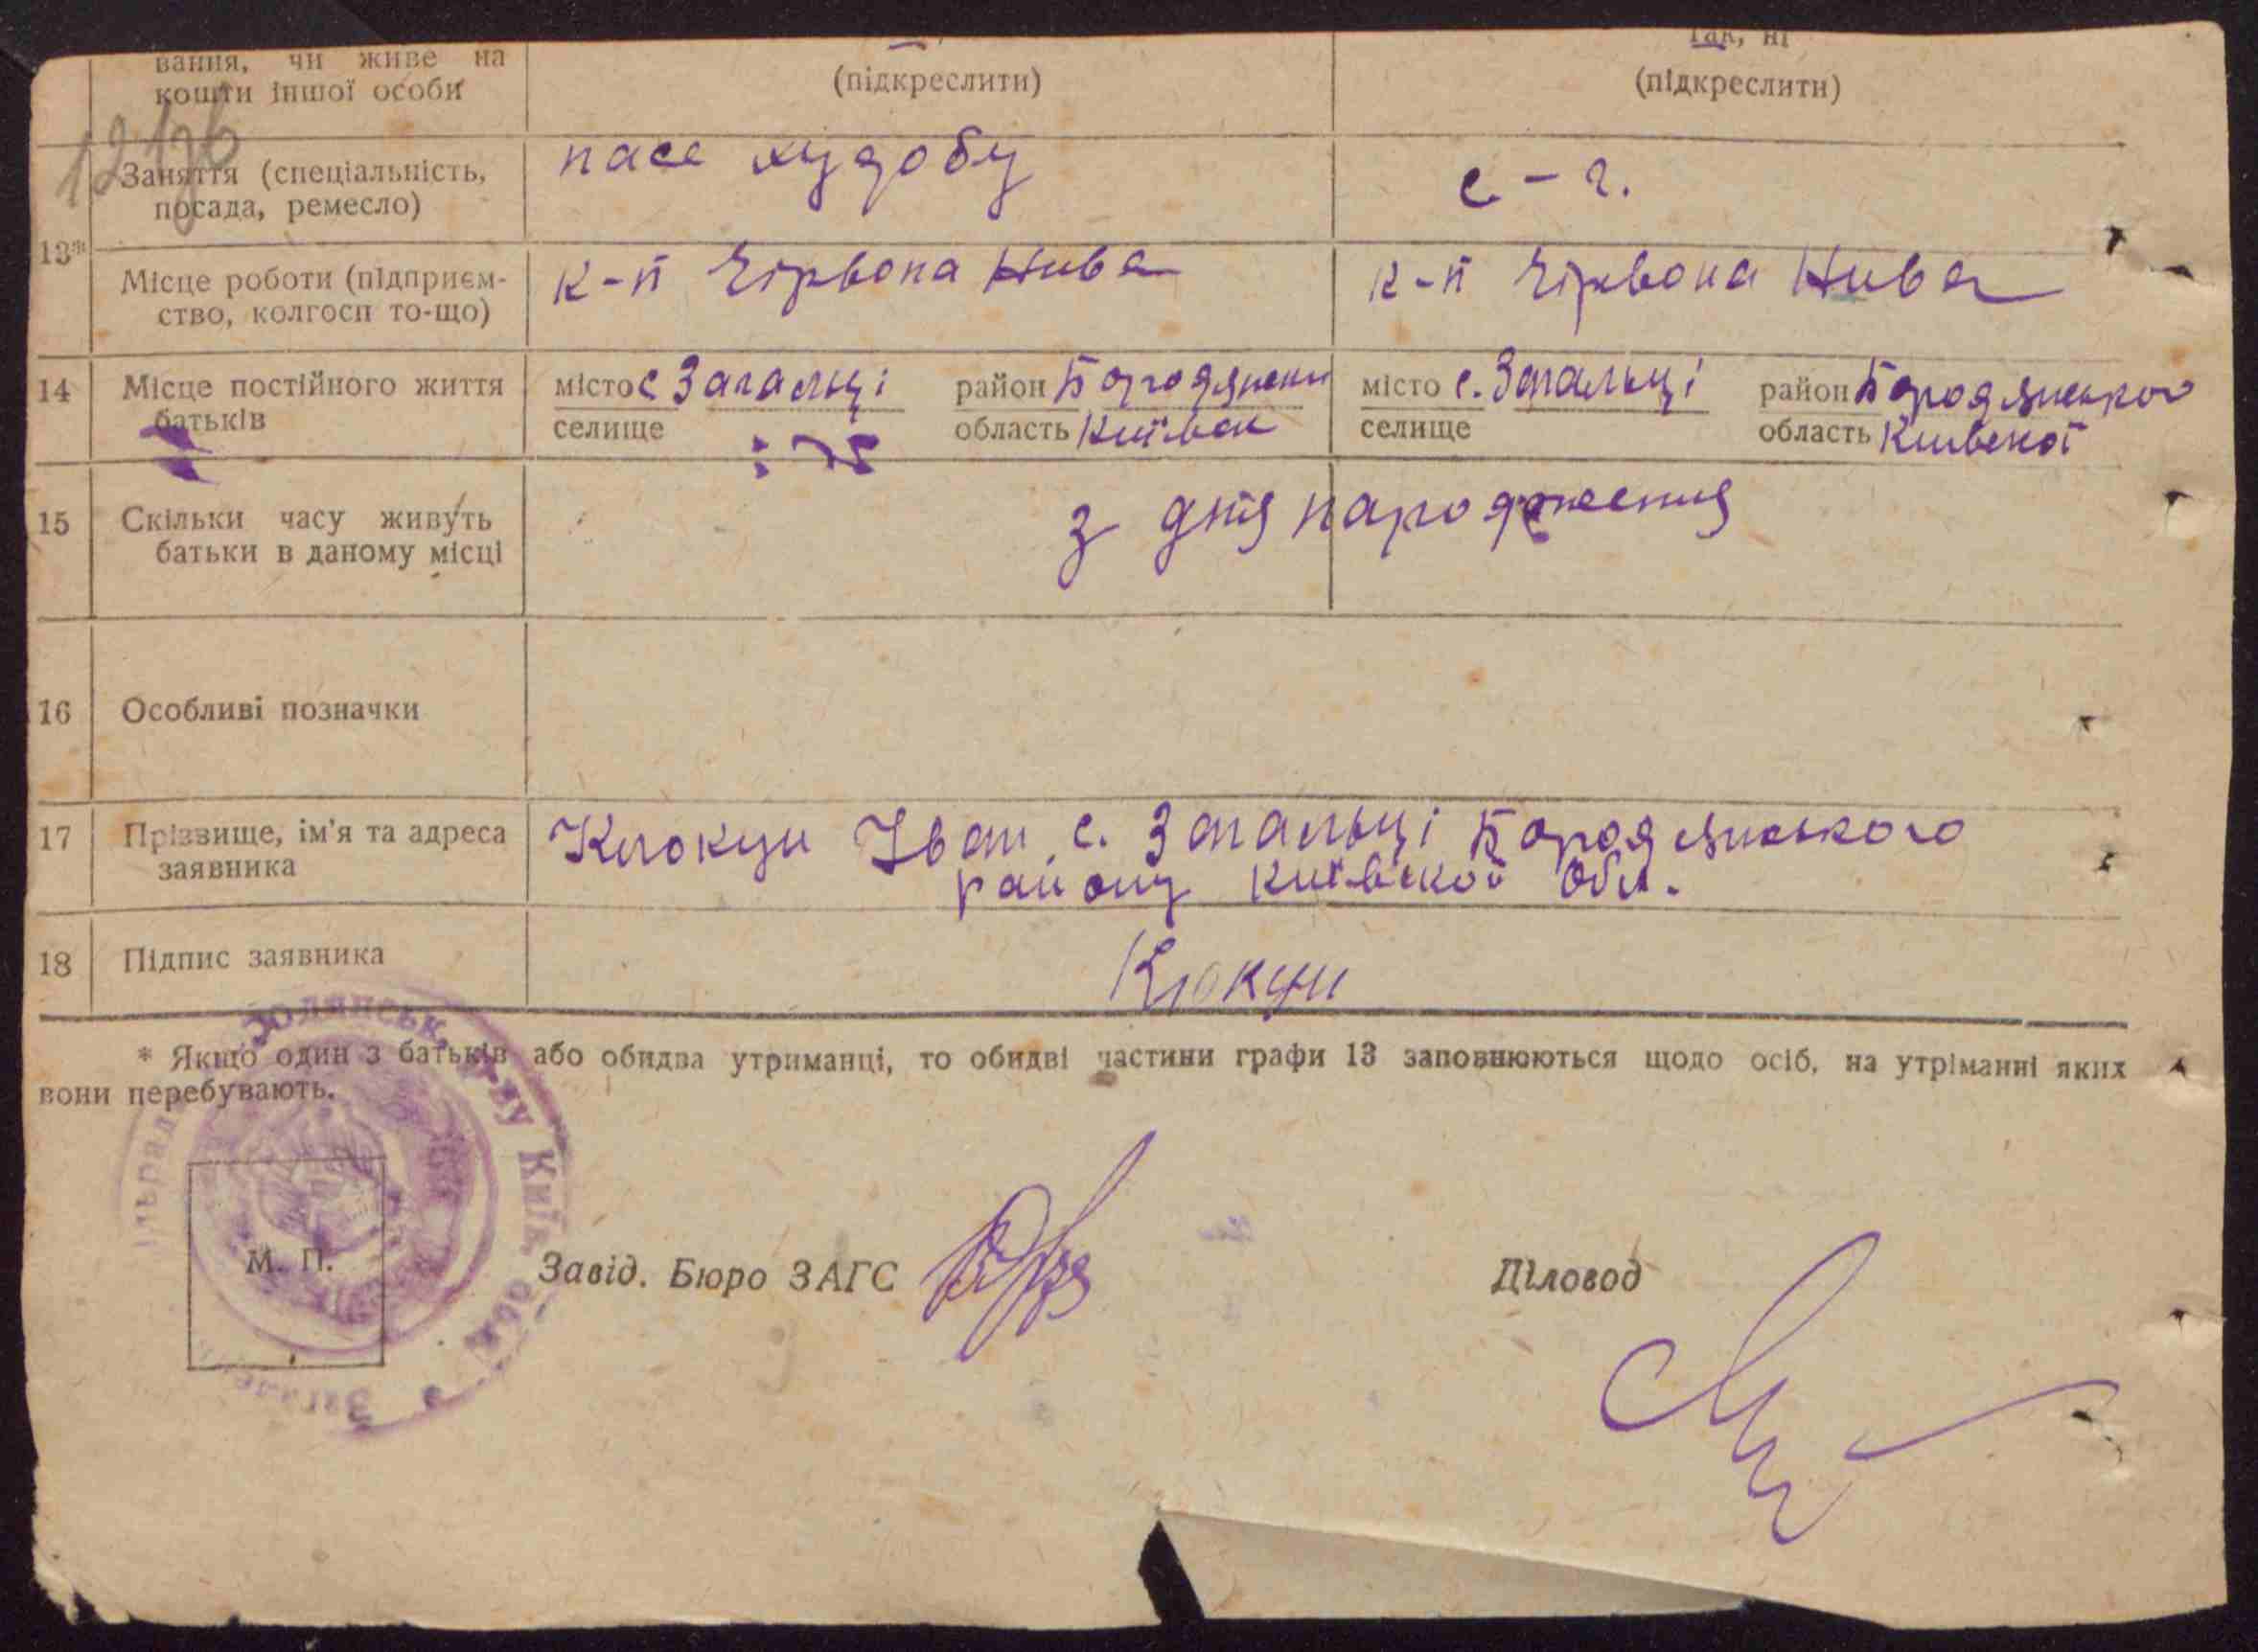 вання, чи живе на
кошти іншої особи
(підкреслити)
так, ні
(підкреслити)
13*
Заняття (спеціальність,
посада, ремесло)
пасе худобу
с-г.
Місце роботи (підприєм-
ство, колгосп то-що)
к-п Чірвона Нива
к-п Чірвона Нива
14
Місце постійного життя
батьків
місто с Загальці район Бородянськ
селище область Київськ
місто с. Загальці район Бородянського
селище область Київської
15
Скільки часу живуть
батьки в даному місці
з дня народження
16
Особливі позначки
17
Прізвище, ім'я та адреса
заявника
Клокун Іван с. Загальці Бородянського
району Київськой Обл.
18
Підпис заявника
Клокун
* Якщо один з батьків або обидва утриманці, то обидві частини графи 13 заповнюються щодо осіб, на утріманні яких
вони перебувають.
М. П.
Завід. Бюро ЗАГС
Діловод